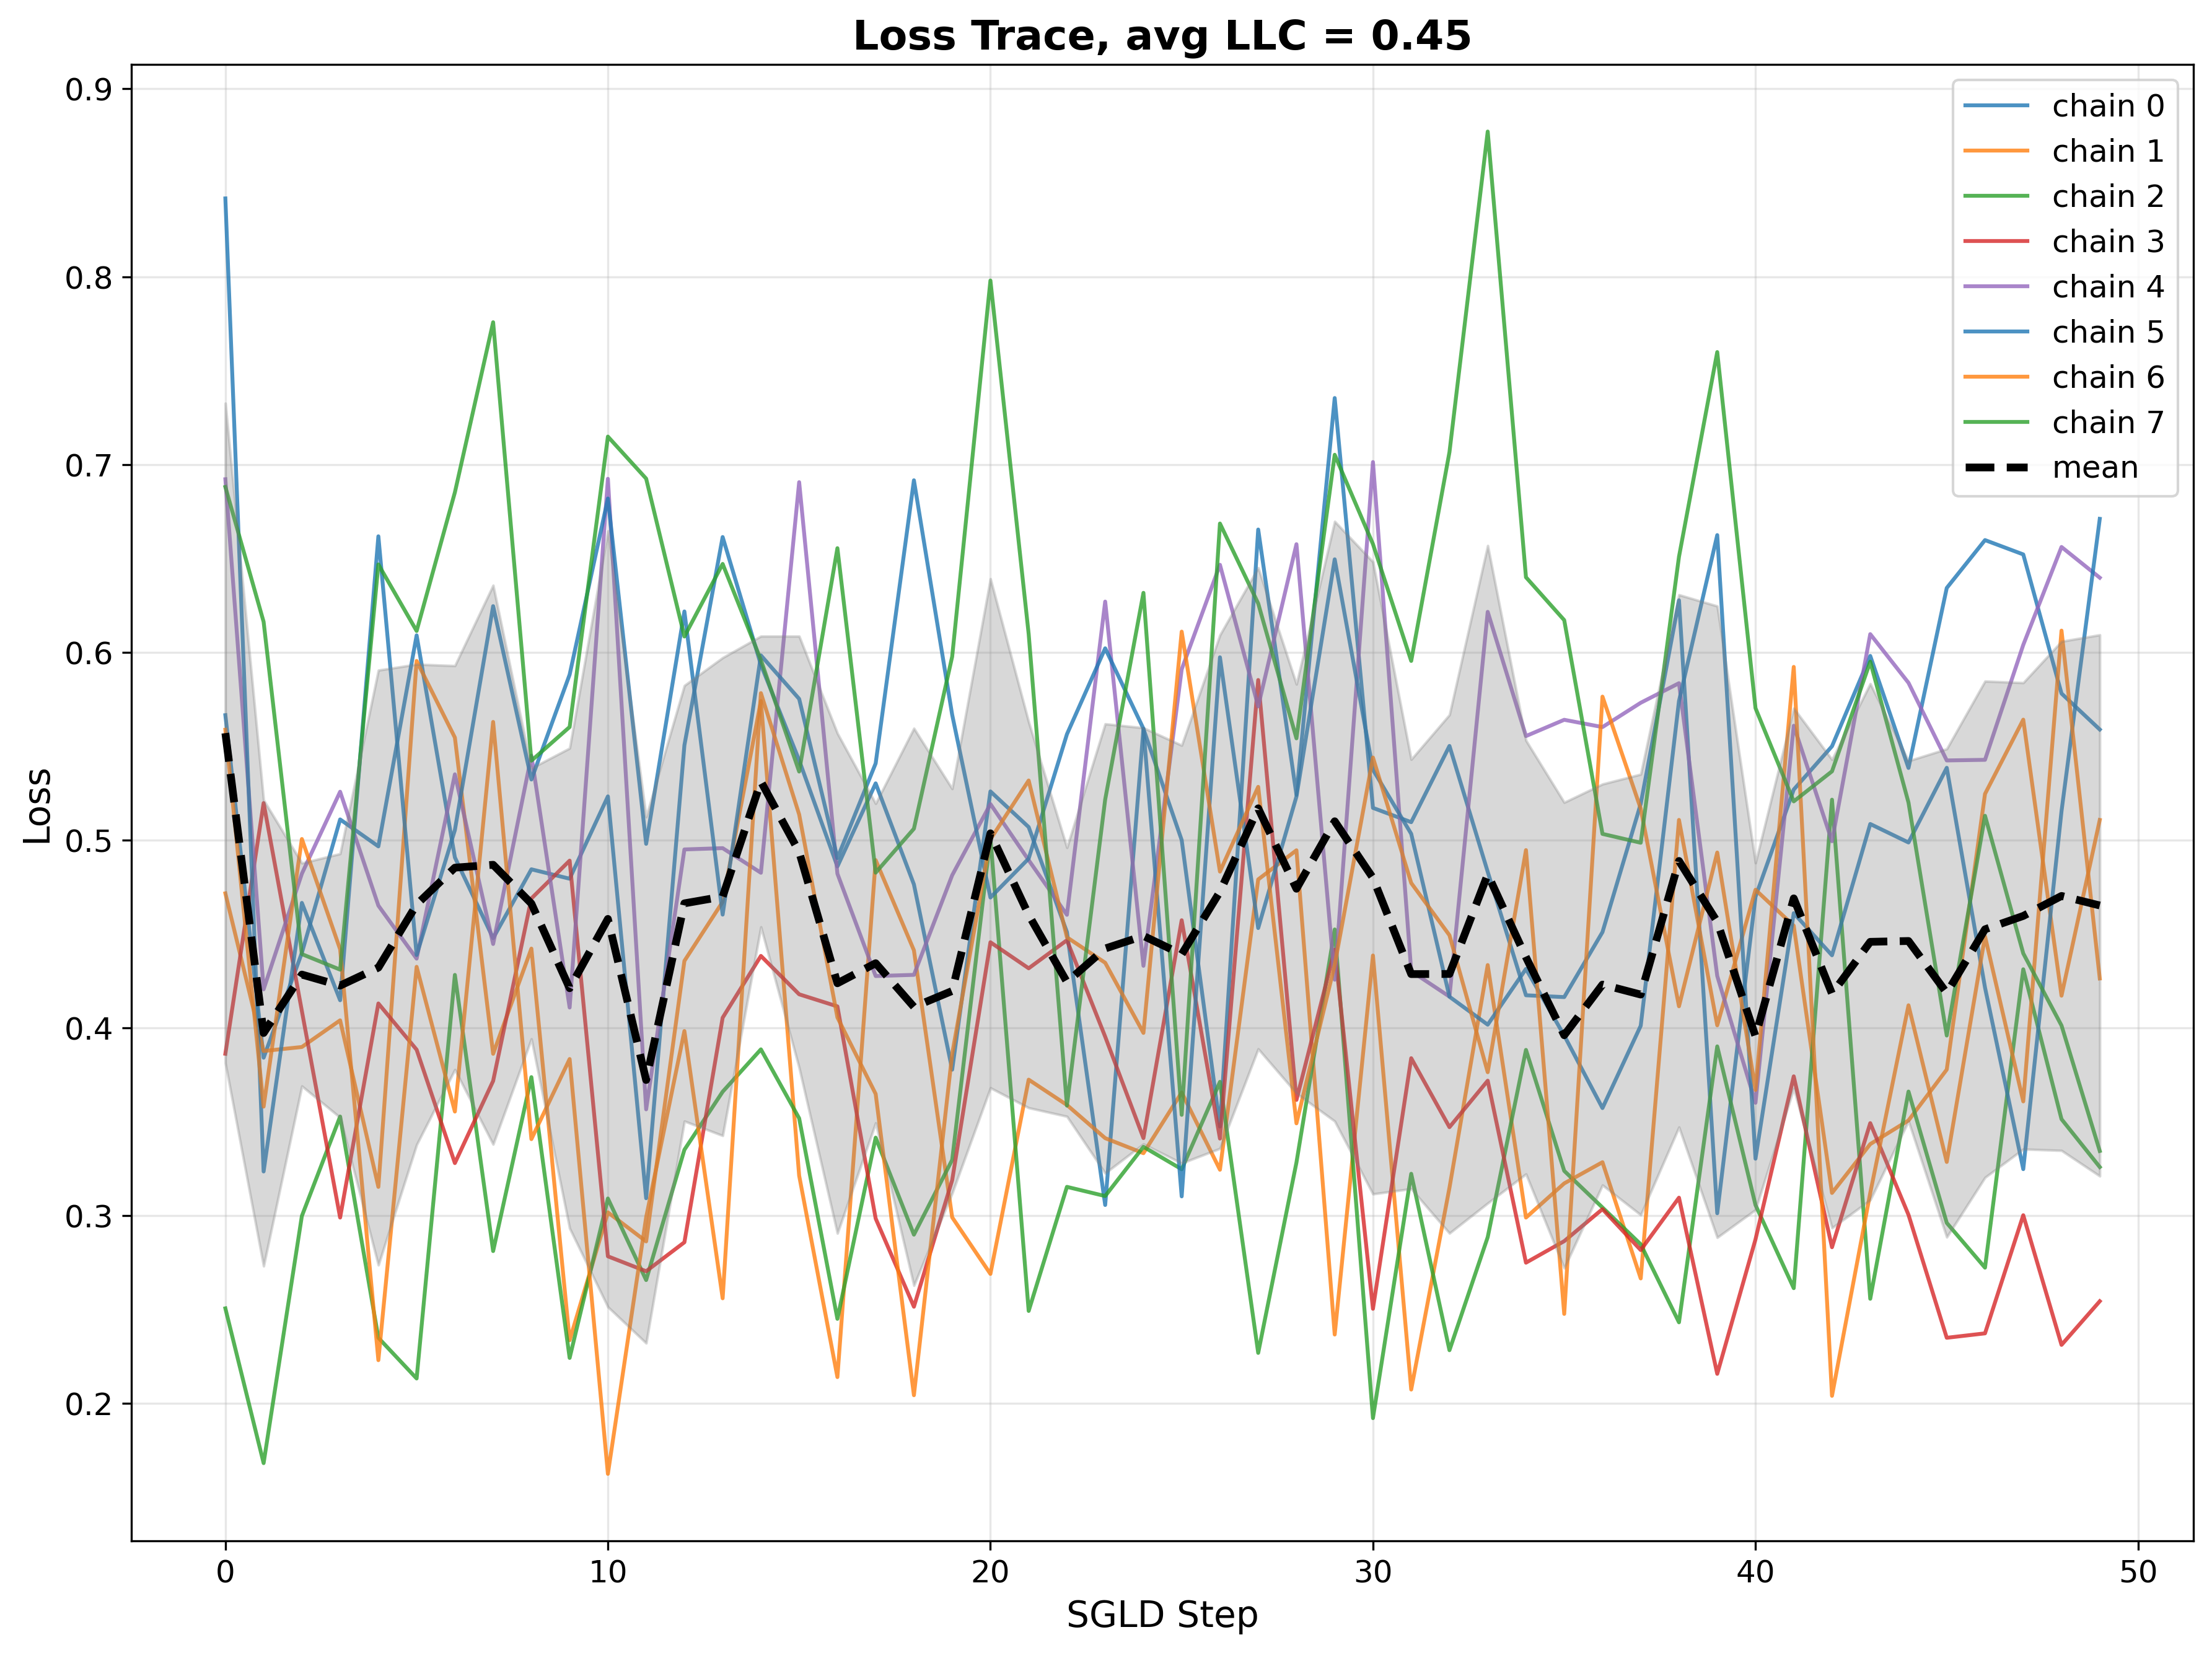 Loss Trace, avg LLC = 0.45
0.9
0.8
0.7
0.6
0.5
0.4
0.3
0.2
Loss
chain 0
chain 1
chain 2
chain 3
chain 4
chain 5
chain 6
chain 7
mean
0
10
20
30
40
50
SGLD Step